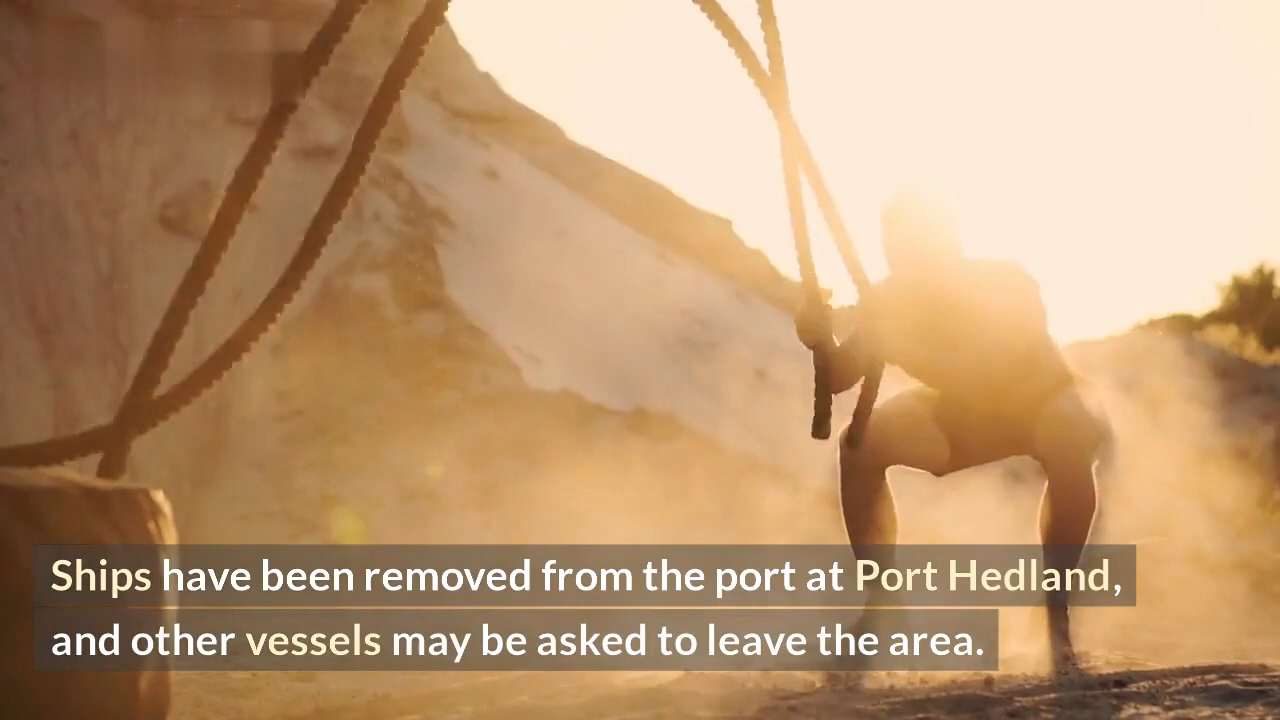 Ships have been removed from the port at Port Hedland,
and other vessels may be asked to leave the area.